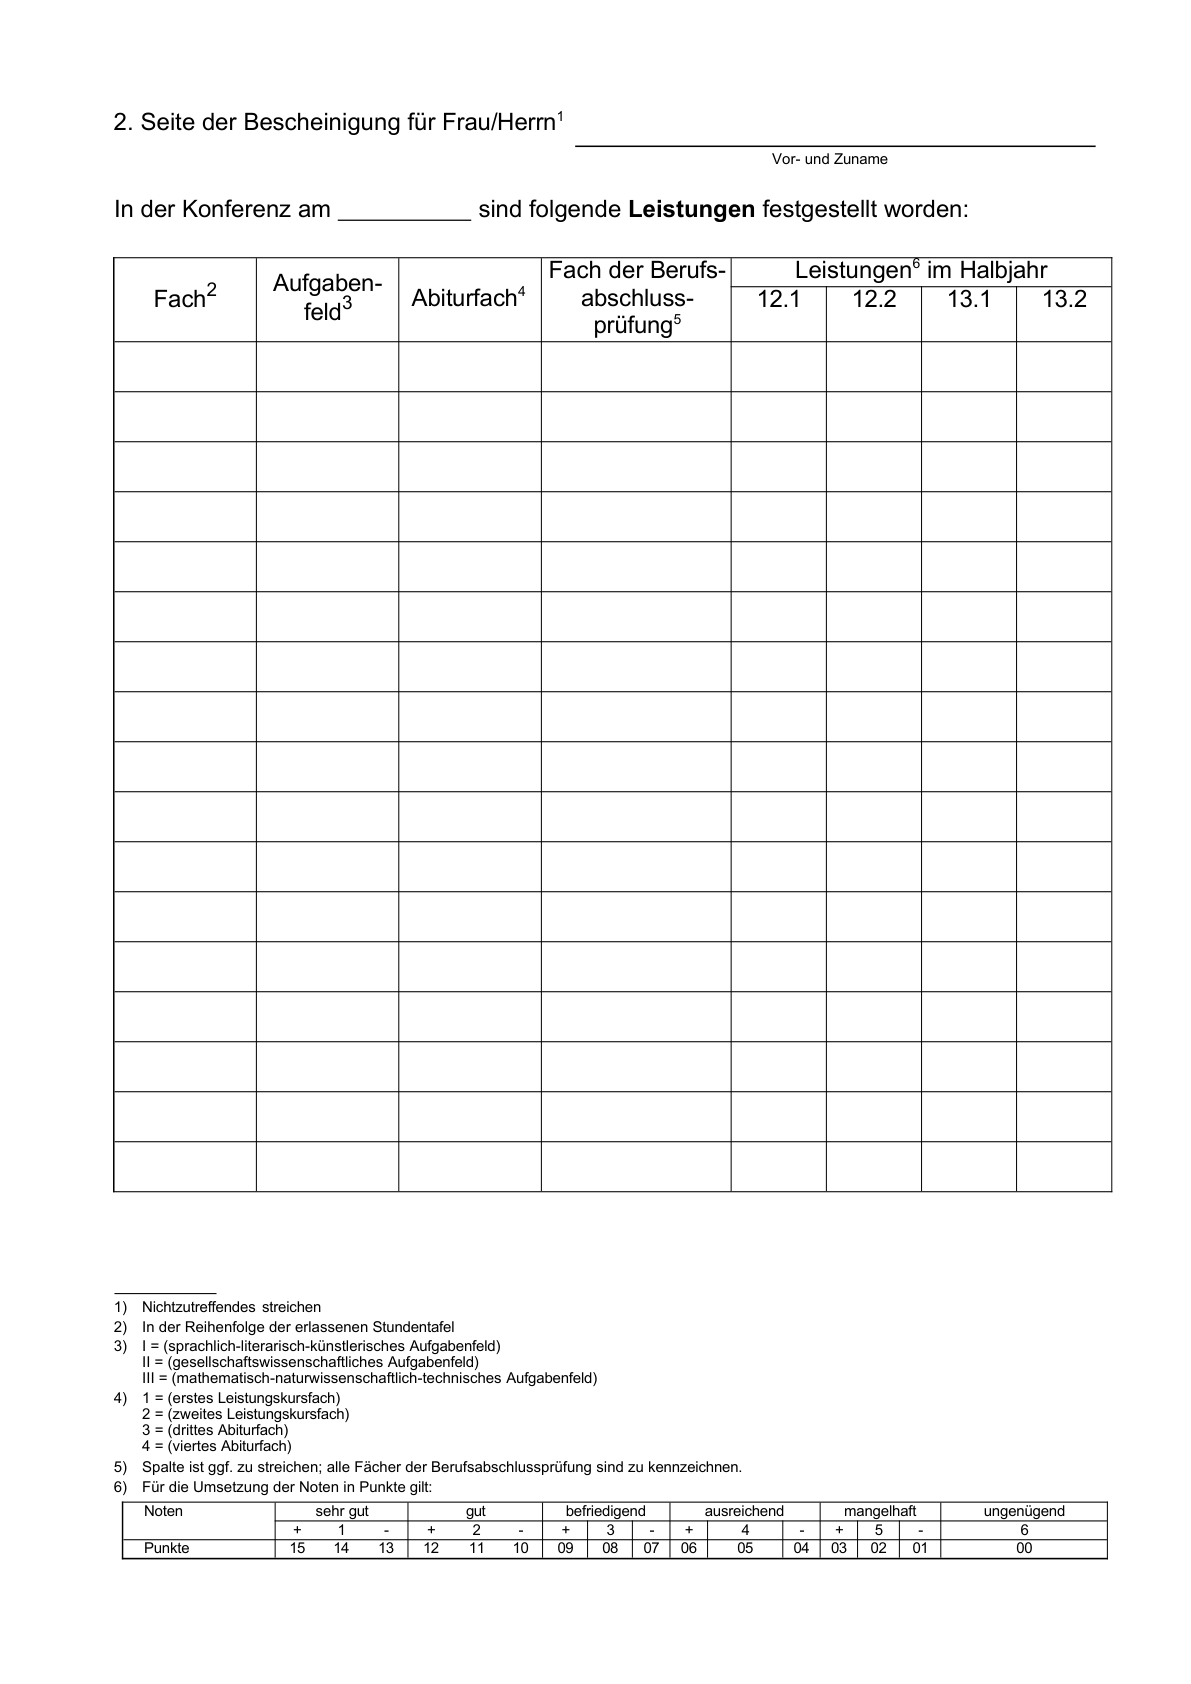 2. Seite der Bescheinigung für Frau/Herrn1
Vor- und Zuname
In der Konferenz am __________ sind folgende Leistungen festgestellt worden:
Fach2 Aufgaben-feld3 Abiturfach4 Fach der Berufs-abschluss-prüfung5 Leistungen6 im Halbjahr
12.1 12.2 13.1 13.2
1) Nichtzutreffendes streichen
2) In der Reihenfolge der erlassenen Stundentafel
3) I = (sprachlich-literarisch-künstlerisches Aufgabenfeld)
II = (gesellschaftswissenschaftliches Aufgabenfeld)
III = (mathematisch-naturwissenschaftlich-technisches Aufgabenfeld)
4) 1 = (erstes Leistungskursfach)
2 = (zweites Leistungskursfach)
3 = (drittes Abiturfach)
4 = (viertes Abiturfach)
5) Spalte ist ggf. zu streichen; alle Fächer der Berufsabschlussprüfung sind zu kennzeichnen.
6) Für die Umsetzung der Noten in Punkte gilt:
Noten sehr gut gut befriedigend ausreichend mangelhaft ungenügend
+ 1 - + 2 - + 3 - + 4 - + 5 - 6
Punkte 15 14 13 12 11 10 09 08 07 06 05 04 03 02 01 00